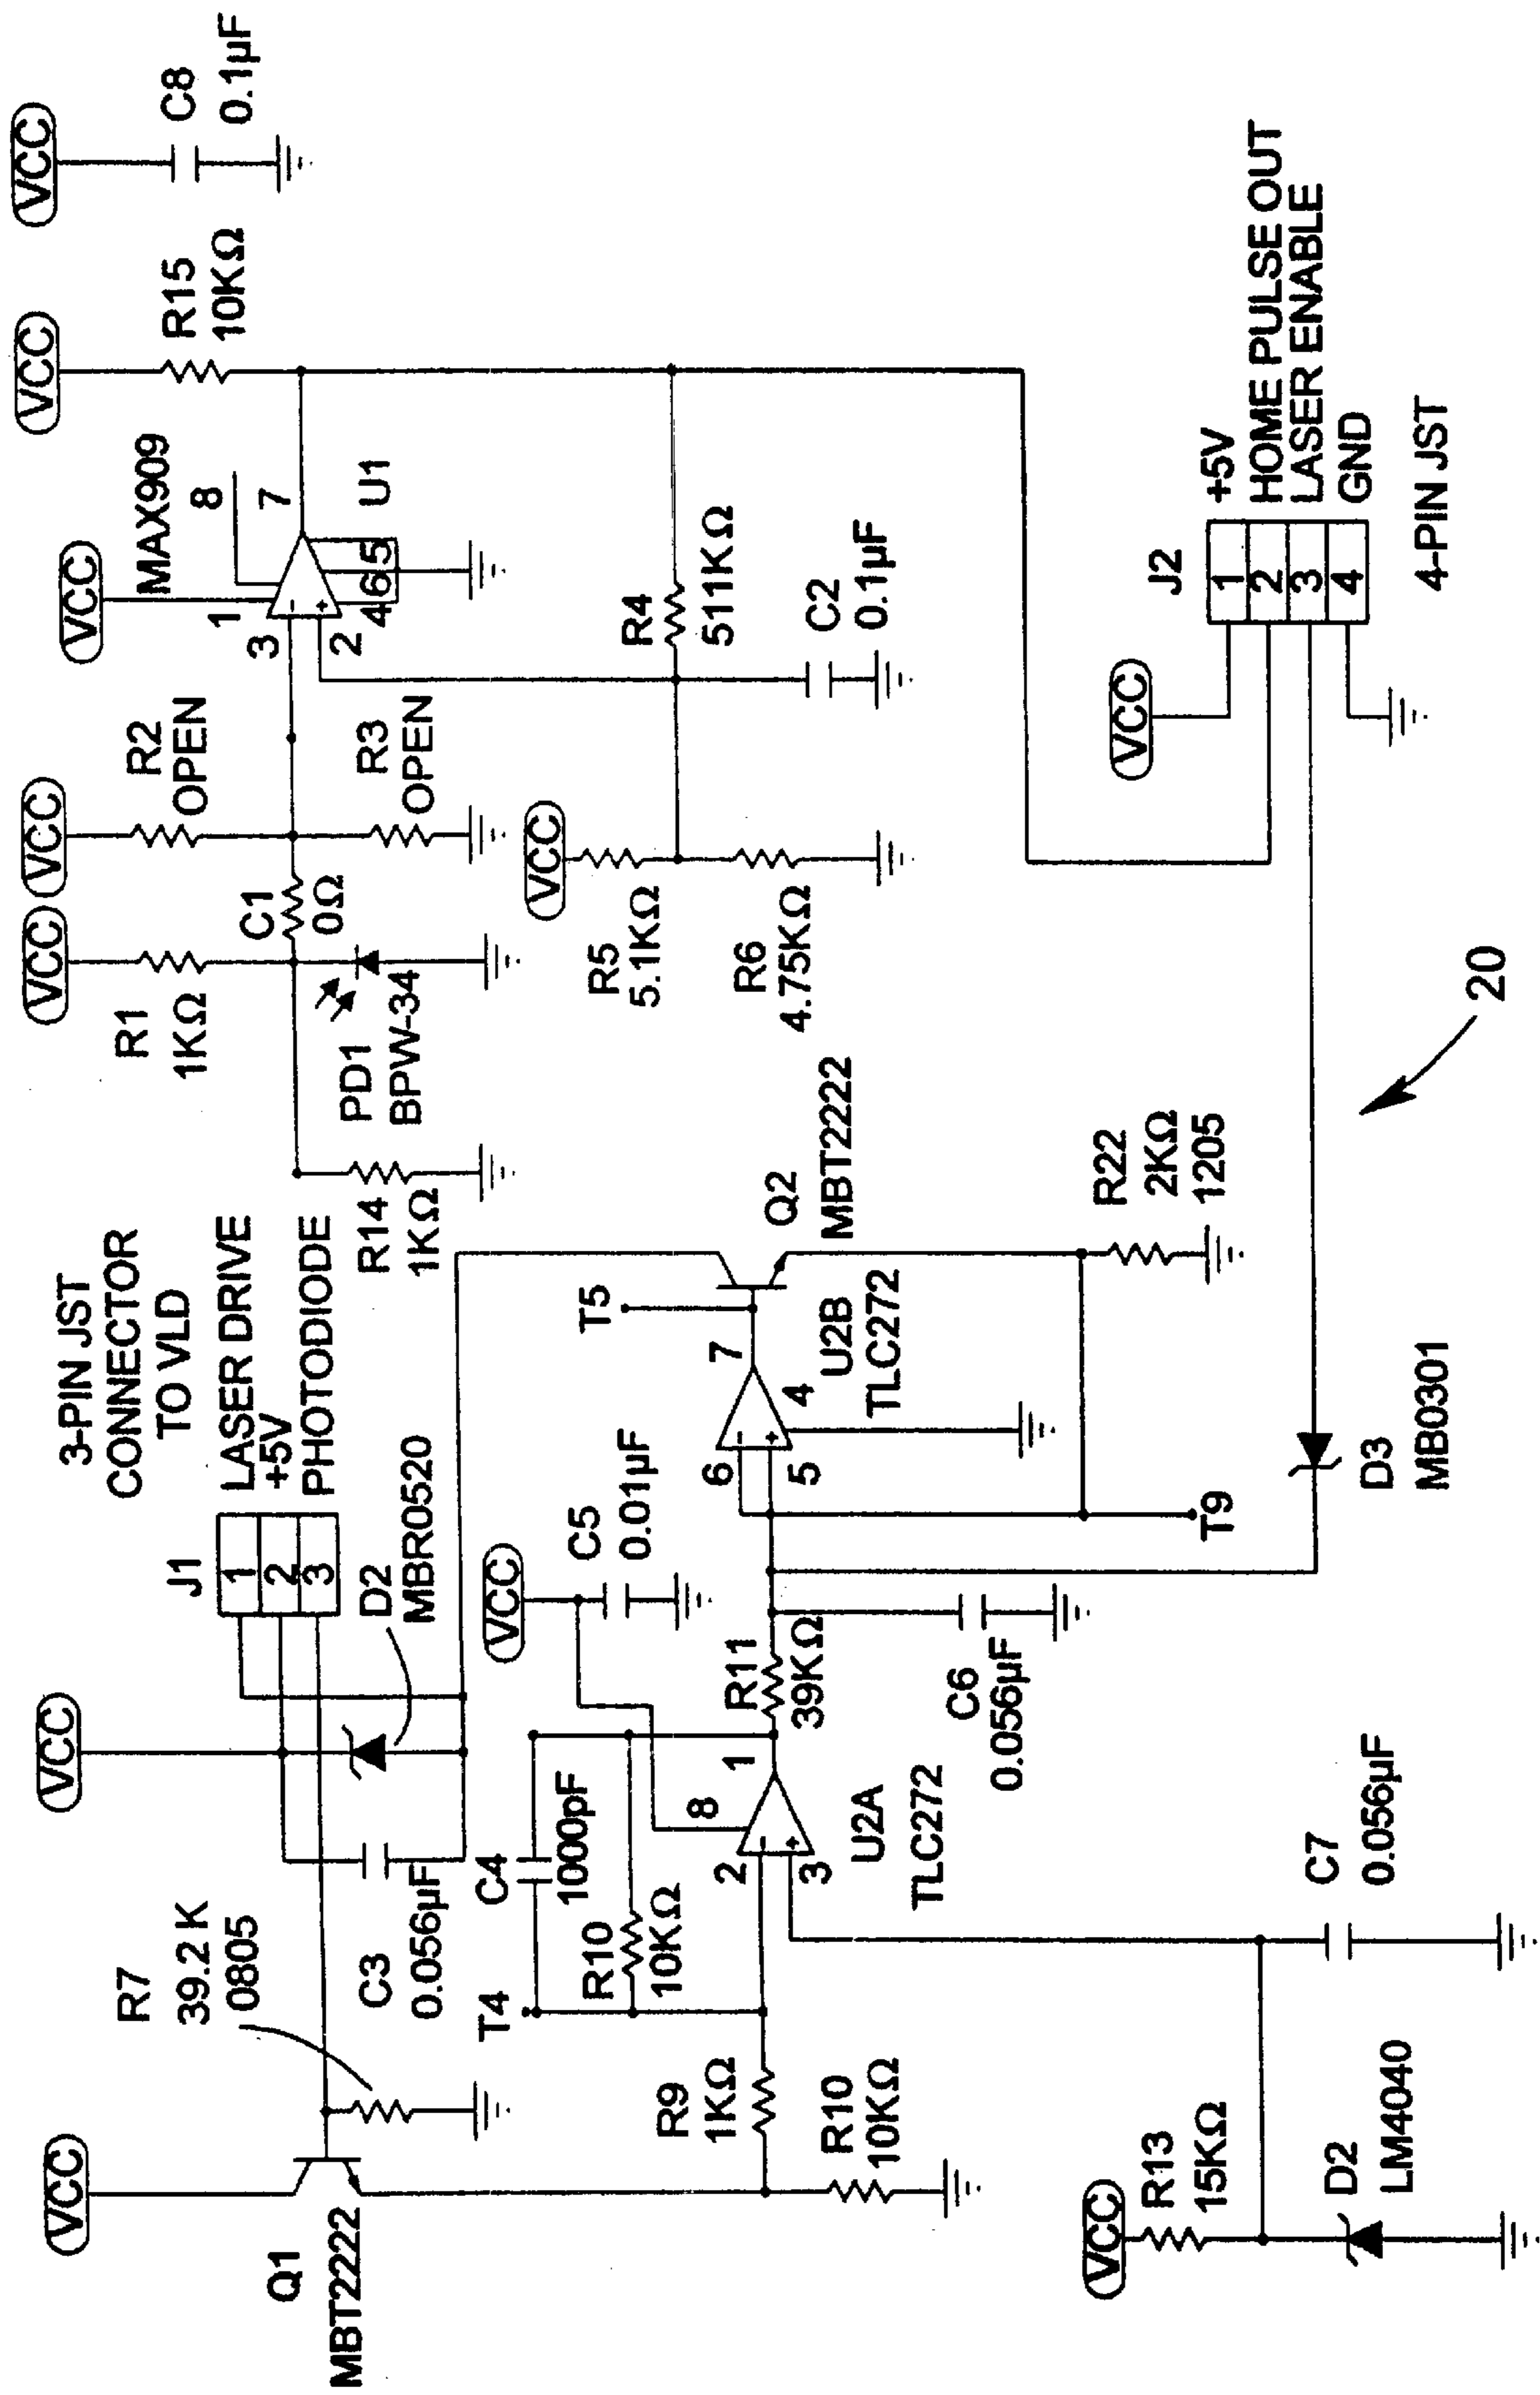 VCC
Q1
MBT2222
R7
39.2 K
0805
VCC
C3
0.056µF
D2
MBR0520
J1
1
2
3
3-PIN JST
CONNECTOR
TO VLD
LASER DRIVE
+5V
PHOTODIODE
R9
1KΩ
R10
10KΩ
T4
C4
1000pF
R10
10KΩ
2
3
8
1
U2A
TLC272
VCC
C5
0.01µF
R11
39KΩ
C6
0.056µF
6
5
7
4
U2B
TLC272
T5
Q2
MBT2222
R22
2KΩ
1205
T9
D3
MB0301
VCC
R13
15KΩ
D2
LM4040
C7
0.056µF
VCC
R1
1KΩ
R14
1KΩ
PD1
BPW-34
C1
0Ω
VCC
R2
OPEN
R3
OPEN
VCC
MAX909
1
3
2
8
7
4
6
5
U1
VCC
R15
10KΩ
VCC
C8
0.1µF
VCC
R5
5.1KΩ
R6
4.75KΩ
R4
511KΩ
C2
0.1µF
VCC
J2
1
2
3
4
+5V
HOME PULSE OUT
LASER ENABLE
GND
4-PIN JST
20